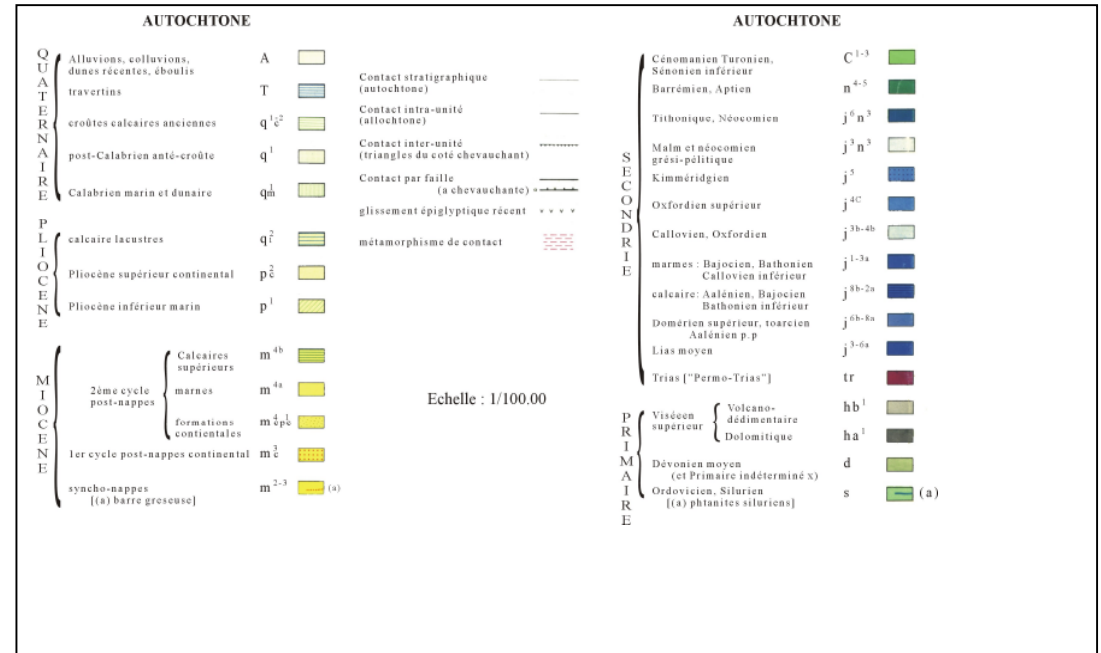 AUTOCHTONE
QUATERNAIRE
Alluvions, colluvions, A
dunes récentes, éboulis
travertins T
croûtes calcaires anciennes
post-Calabrien anté-croûte q1
Calabrien marin et dunaire
PLIOCENE
calcaire lacustres
Pliocène supérieur continental
Pliocène inférieur marin p1
MIOCENE
2ème cycle
post-nappes
Calcaires m4b
supérieurs
marnes m4a
formations
contientales
1er cycle post-nappes continental
syncho-nappes m2-3 (a)
[(a) barre greseuse]
Contact stratigraphique
(autochtone)
Contact intra-unité
(allochtone)
Contact inter-unité
(triangles du coté chevauchant)
Contact par faille
(a chevauchante) a
glissement épiglyptique récent
métamorphisme de contact
Echelle : 1/100.00
AUTOCHTONE
SECONDRIE
Cénomanien Turonien, C1-3
Sénonien inférieur
Barrémien, Aptien n4-5
Tithonique, Néocomien j6n3
Malm et néocomien j3n3
grési-pélitique
Kimméridgien j5
Oxfordien supérieur j4C
Callovien, Oxfordien j3b-4b
marmes : Bajocien, Bathonien j1-3a
Callovien inférieur
calcaire: Aalénien, Bajocien j8b-2a
Bathonien inférieur
Domérien supérieur, toarcien j6b-8a
Aalénien p.p
Lias moyen j3-6a
Trias ["Permo-Trias"] tr
PRIMAIRE
Viséeen
supérieur
Volcano- hb1
dédimentaire
Dolomitique ha1
Dévonien moyen d
(et Primaire indéterminé x)
Ordovicien, Silurien s (a)
[(a) phtanites siluriens]